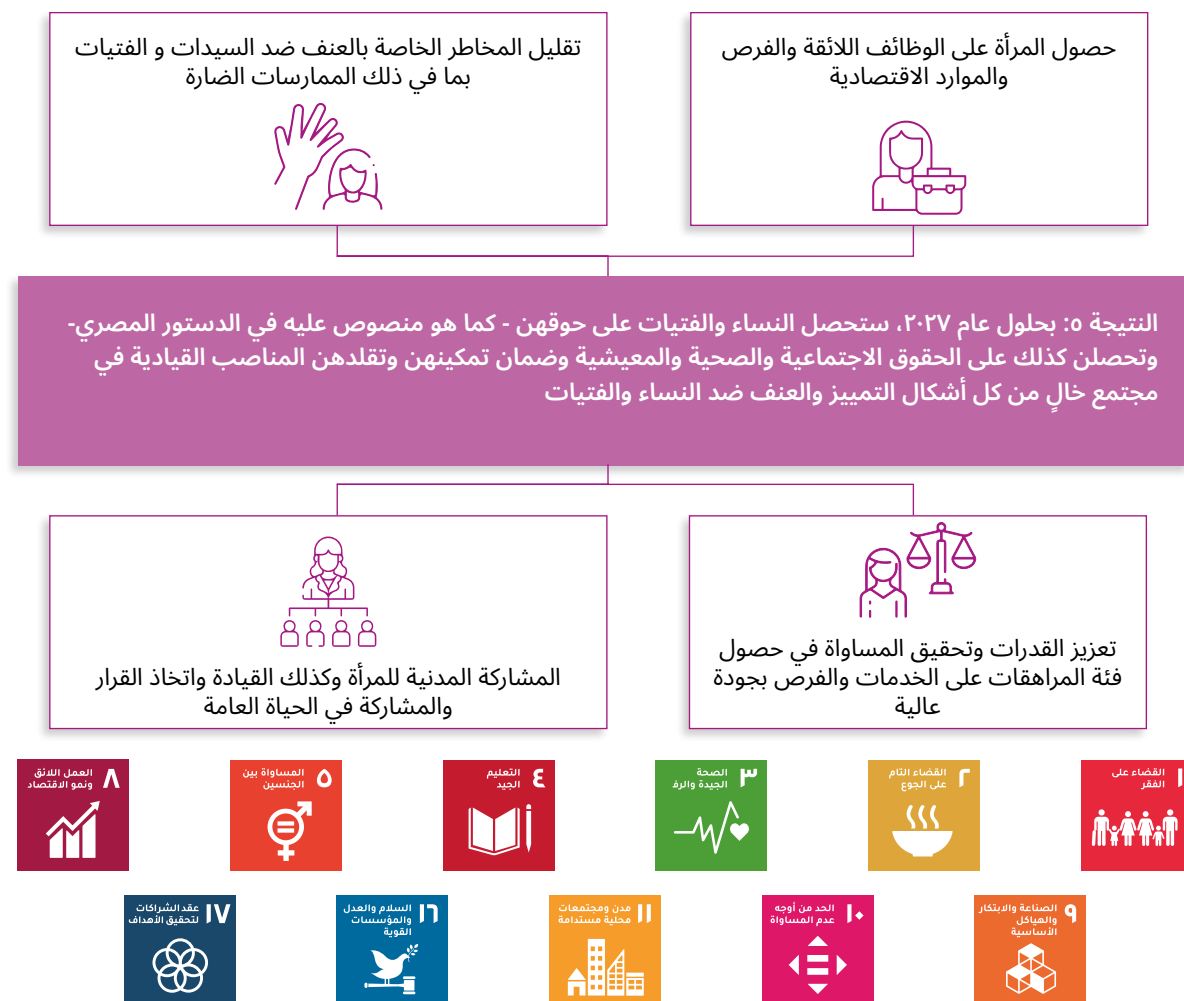 حصول المرأة على الوظائف اللائقة والفرص
والموارد الاقتصادية
تقليل المخاطر الخاصة بالعنف ضد السيدات و الفتيات
بما في ذلك الممارسات الضارة
النتيجة ٥: بحلول عام ٢٠٢٧، ستحصل النساء والفتيات على حوقهن - كما هو منصوص عليه في الدستور المصري-
وتحصلن كذلك على الحقوق الاجتماعية والصحية والمعيشية وضمان تمكينهن وتقلدهن المناصب القيادية في
مجتمع خالٍ من كل أشكال التمييز والعنف ضد النساء والفتيات
تعزيز القدرات وتحقيق المساواة في حصول
فئة المراهقات على الخدمات والفرص بجودة
عالية
المشاركة المدنية للمرأة وكذلك القيادة واتخاذ القرار
والمشاركة في الحياة العامة
١ القضاء على
الفقر
٢ القضاء التام
على الجوع
٣ الصحة
الجيدة والرف
٤ التعليم
الجيد
٥ المساواة بين
الجنسين
٨ العمل اللائق
ونمو الاقتصاد
٩ الصناعة والابتكار
والهياكل
الأساسية
١٠ الحد من أوجه
عدم المساواة
١١ مدن ومجتمعات
محلية مستدامة
١٦ السلام والعدل
والمؤسسات
القوية
١٧ عقد الشراكات
لتحقيق الأهداف